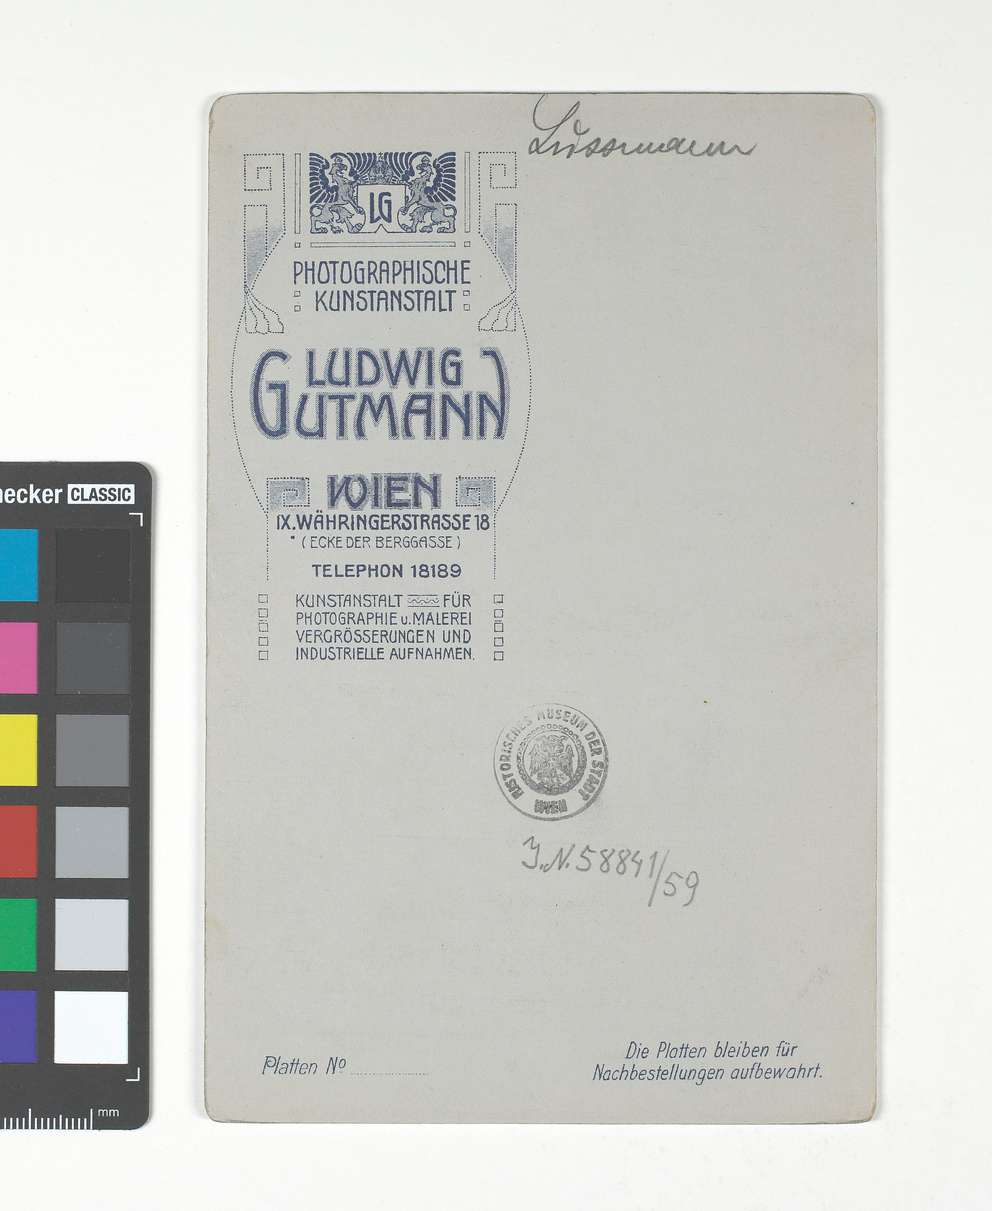 Lussmann
LG
PHOTOGRAPHISCHE
KUNSTANSTALT
LUDWIG
GUTMANN
WIEN
IX. WÄHRINGERSTRASSE 18
(ECKE DER BERGGASSE)
TELEPHON 18189
KUNSTANSTALT FÜR
PHOTOGRAPHIE u. MALEREI
VERGRÖSSERUNGEN UND
INDUSTRIELLE AUFNAHMEN.
ecker CLASSIC
HISTORISCHES MUSEUM DER STADT
WIEN
J.N. 58841/59
Platten No
Die Platten bleiben für
Nachbestellungen aufbewahrt.
mm